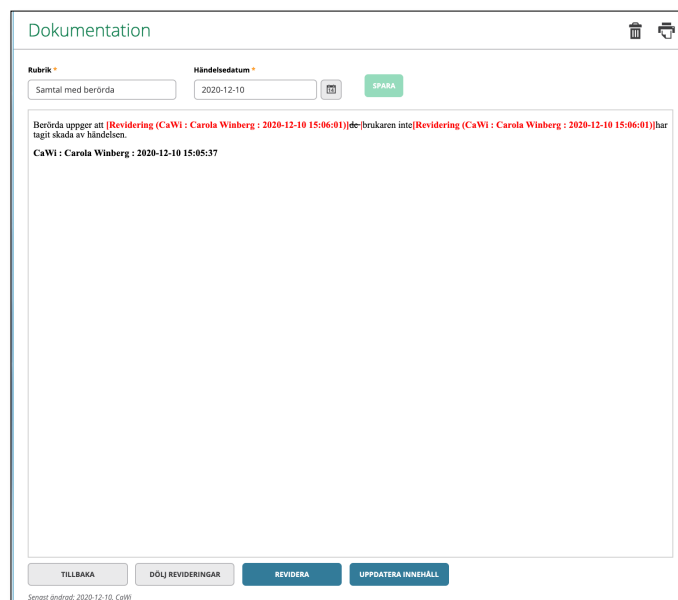 Dokumentation
Rubrik *
Händelsedatum *
Samtal med berörda
2020-12-10
SPARA
Berörda uppger att [Revidering (CaWi : Carola Winberg : 2020-12-10 15:06:01)]de |brukaren inte[Revidering (CaWi : Carola Winberg : 2020-12-10 15:06:01)]har
tagit skada av händelsen.
CaWi : Carola Winberg : 2020-12-10 15:05:37
TILLBAKA
DÖLJ REVIDERINGAR
REVIDERA
UPPDATERA INNEHÅLL
Senast ändrad: 2020-12-10, CaWi